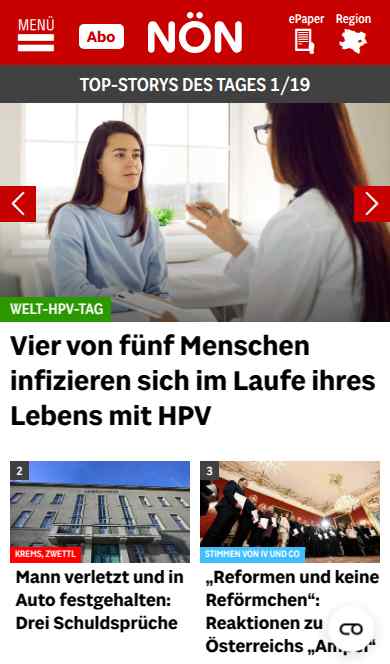 MENÜ
Abo
NÖN
ePaper
Region
TOP-STORYS DES TAGES 1/19
WELT-HPV-TAG
Vier von fünf Menschen
infizieren sich im Laufe ihres
Lebens mit HPV
2
KREMS, ZWETTL
Mann verletzt und in
Auto festgehalten:
Drei Schuldsprüche
3
STIMMEN VON IV UND CO
„Reformen und keine
Reförmchen“:
Reaktionen zu
Österreichs „Ampel“